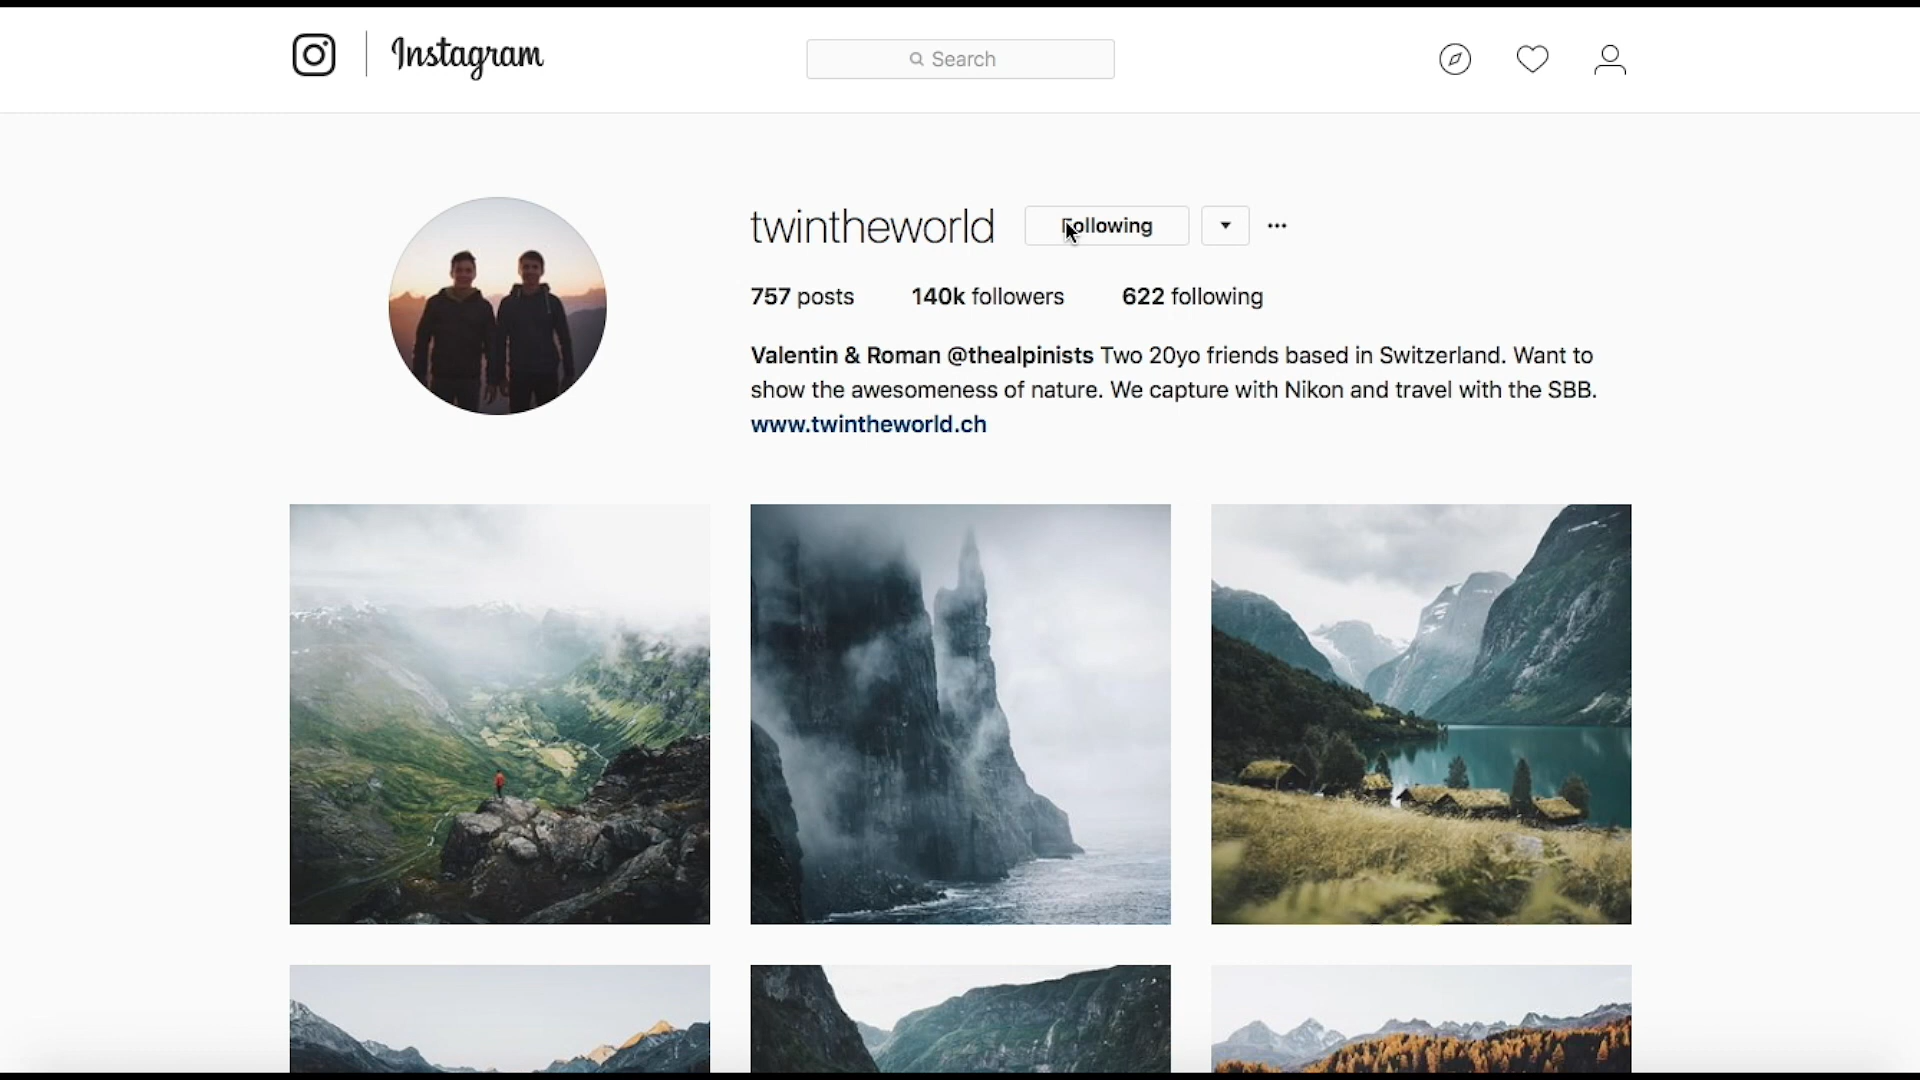 Instagram
Search
twintheworld Following
757 posts 140k followers 622 following
Valentin & Roman @thealpinists Two 20yo friends based in Switzerland. Want to
show the awesomeness of nature. We capture with Nikon and travel with the SBB.
www.twintheworld.ch